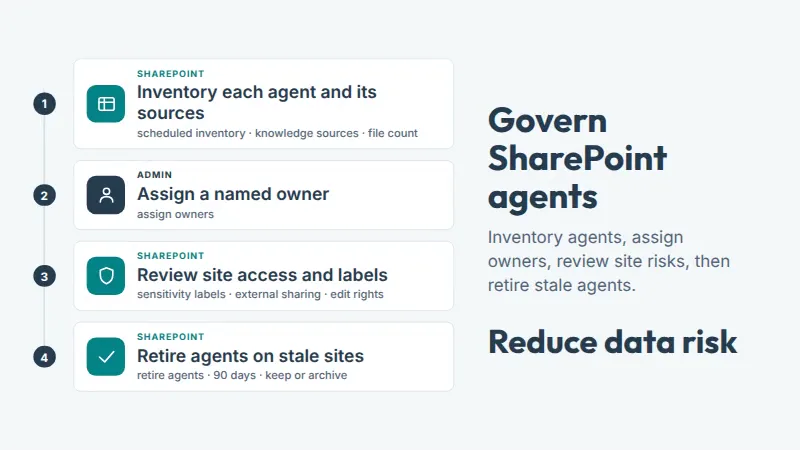 1
SHAREPOINT
Inventory each agent and its
sources
scheduled inventory · knowledge sources · file count
2
ADMIN
Assign a named owner
assign owners
3
SHAREPOINT
Review site access and labels
sensitivity labels · external sharing · edit rights
4
SHAREPOINT
Retire agents on stale sites
retire agents · 90 days · keep or archive
Govern
SharePoint
agents
Inventory agents, assign
owners, review site risks, then
retire stale agents.
Reduce data risk